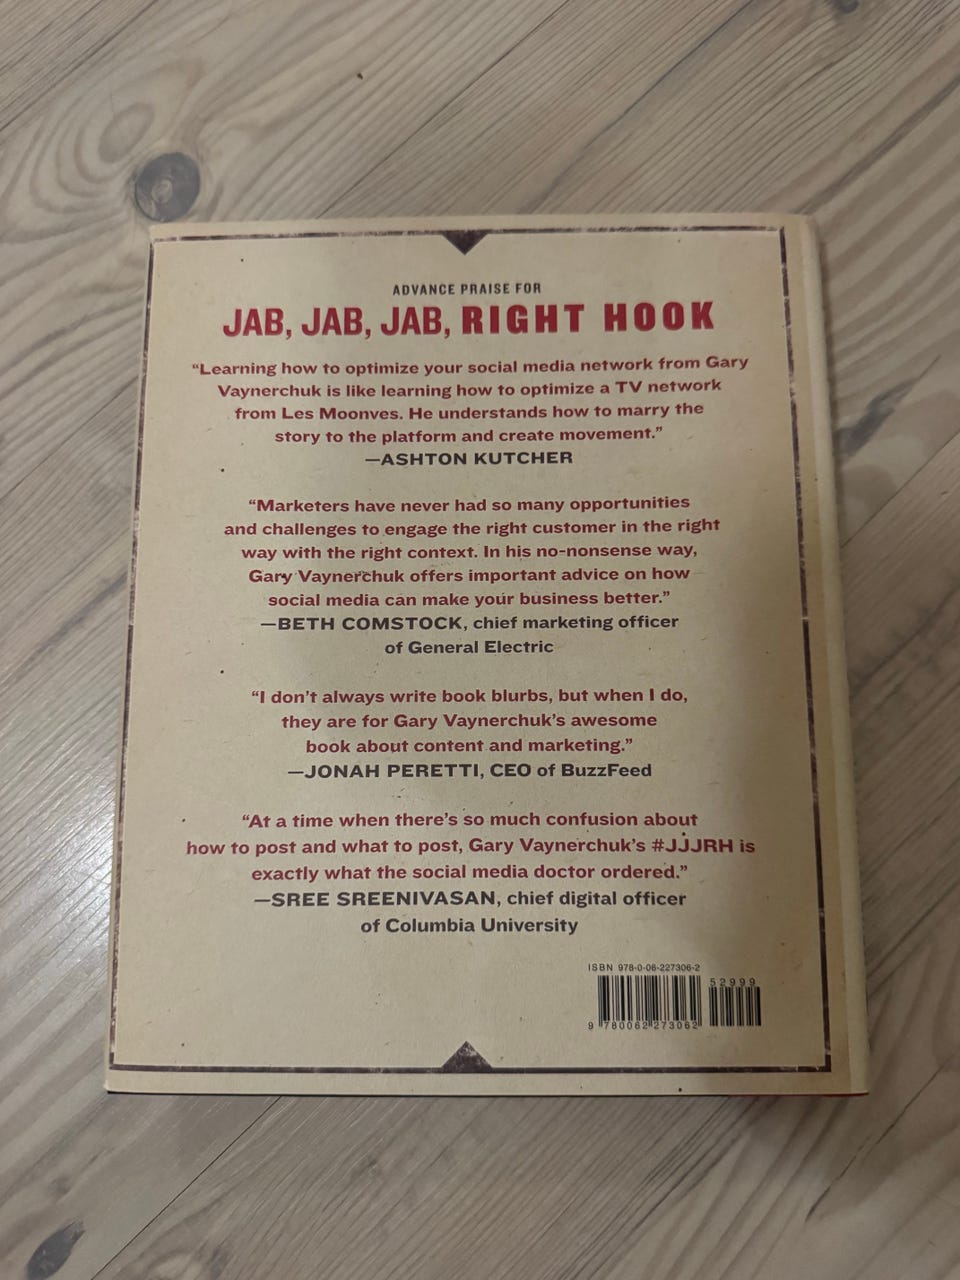 ADVANCE PRAISE FOR
JAB, JAB, JAB, RIGHT HOOK
“Learning how to optimize your social media network from Gary
Vaynerchuk is like learning how to optimize a TV network
from Les Moonves. He understands how to marry the
story to the platform and create movement.”
—ASHTON KUTCHER
“Marketers have never had so many opportunities
and challenges to engage the right customer in the right
way with the right context. In his no-nonsense way,
Gary Vaynerchuk offers important advice on how
social media can make your business better.”
—BETH COMSTOCK, chief marketing officer
of General Electric
“I don’t always write book blurbs, but when I do,
they are for Gary Vaynerchuk’s awesome
book about content and marketing.”
—JONAH PERETTI, CEO of BuzzFeed
“At a time when there’s so much confusion about
how to post and what to post, Gary Vaynerchuk’s #JJJRH is
exactly what the social media doctor ordered.”
—SREE SREENIVASAN, chief digital officer
of Columbia University
ISBN 978-0-06-227306-2
52999
9 780062 273062